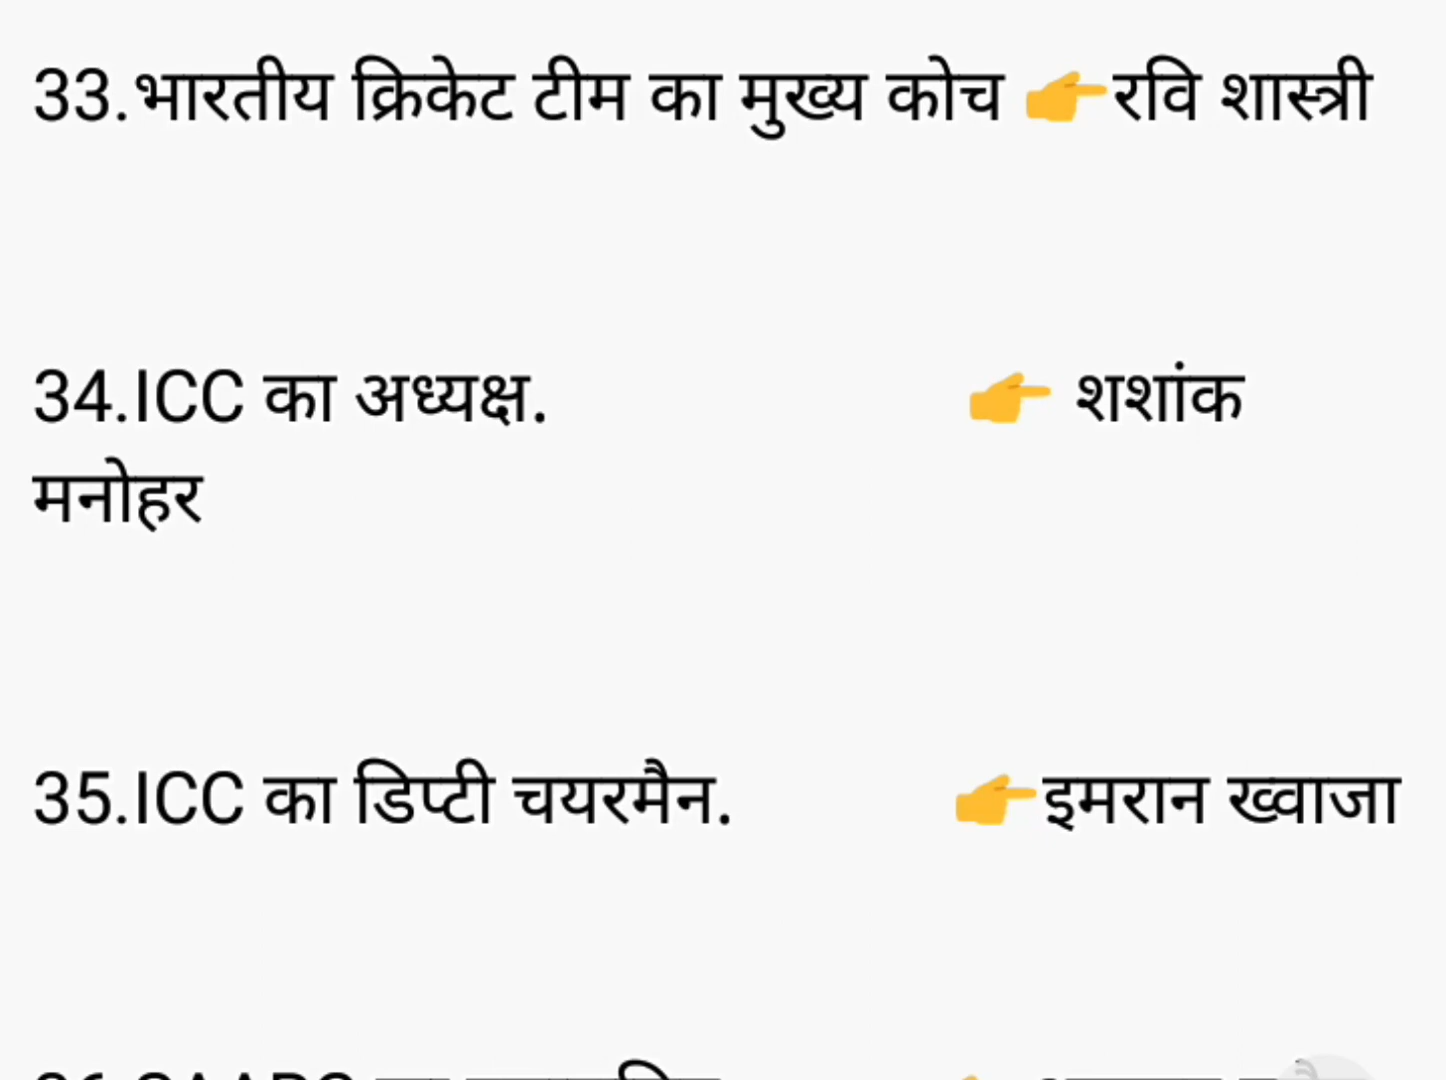 33.भारतीय क्रिकेट टीम का मुख्य कोच 👉रवि शास्त्री
34.ICC का अध्यक्ष. 👉 शशांक
मनोहर
35.ICC का डिप्टी चयरमैन. 👉इमरान ख्वाजा